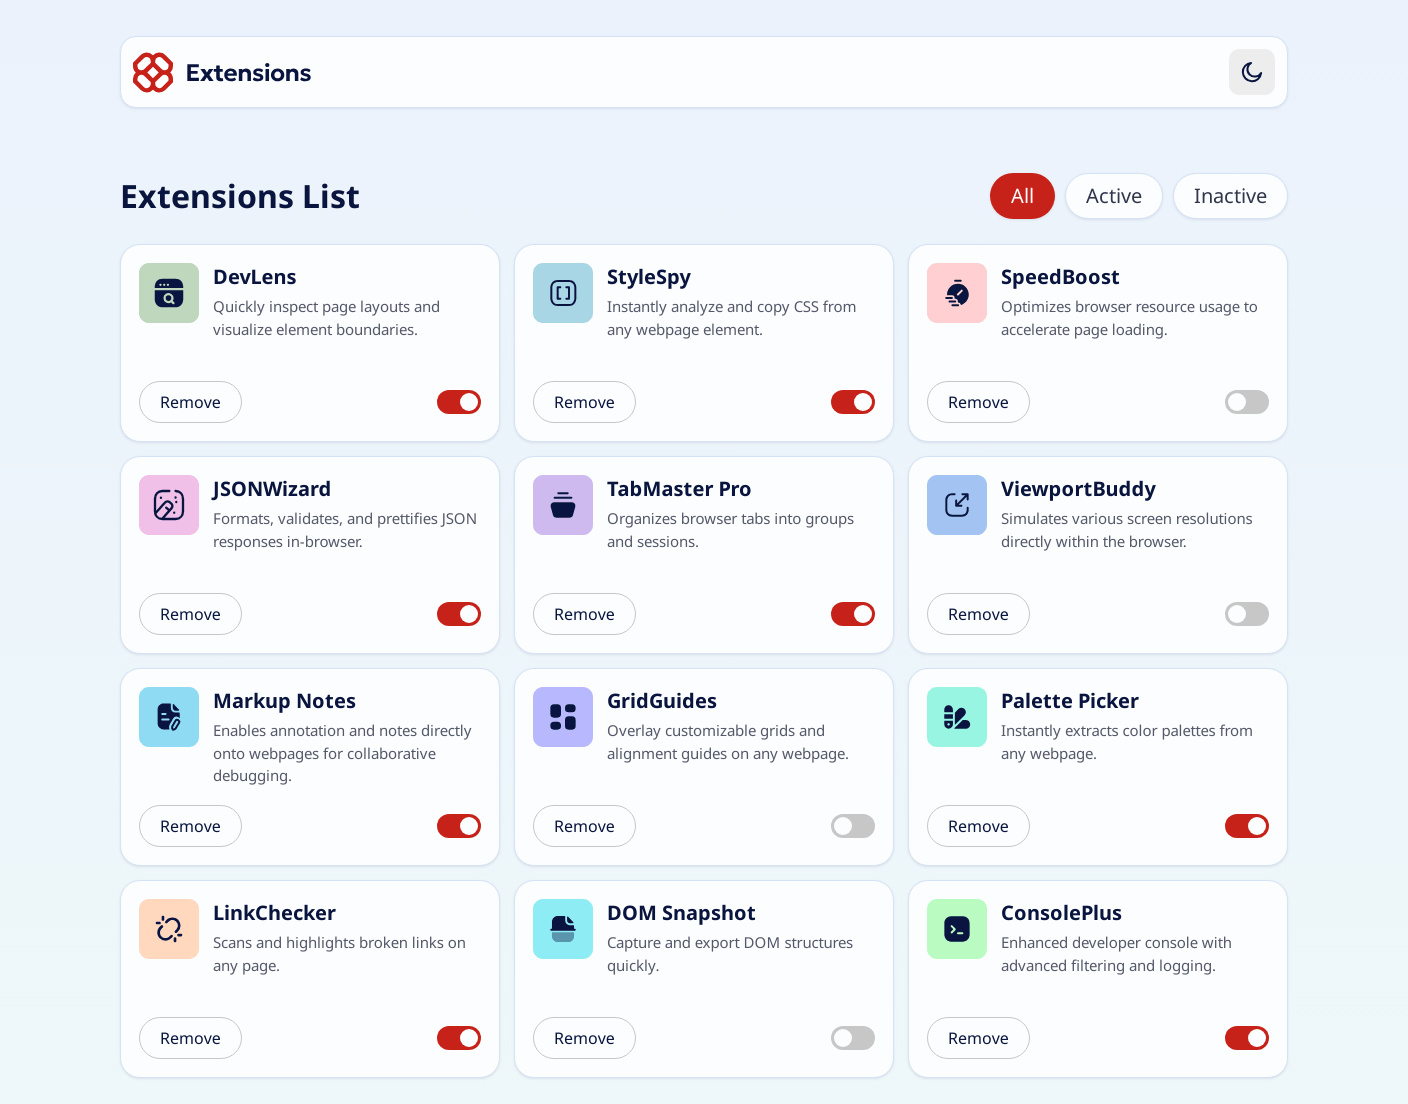 Extensions
Extensions List
All
Active
Inactive
DevLens
Quickly inspect page layouts and
visualize element boundaries.
Remove
StyleSpy
Instantly analyze and copy CSS from
any webpage element.
Remove
SpeedBoost
Optimizes browser resource usage to
accelerate page loading.
Remove
JSONWizard
Formats, validates, and prettifies JSON
responses in-browser.
Remove
TabMaster Pro
Organizes browser tabs into groups
and sessions.
Remove
ViewportBuddy
Simulates various screen resolutions
directly within the browser.
Remove
Markup Notes
Enables annotation and notes directly
onto webpages for collaborative
debugging.
Remove
GridGuides
Overlay customizable grids and
alignment guides on any webpage.
Remove
Palette Picker
Instantly extracts color palettes from
any webpage.
Remove
LinkChecker
Scans and highlights broken links on
any page.
Remove
DOM Snapshot
Capture and export DOM structures
quickly.
Remove
ConsolePlus
Enhanced developer console with
advanced filtering and logging.
Remove